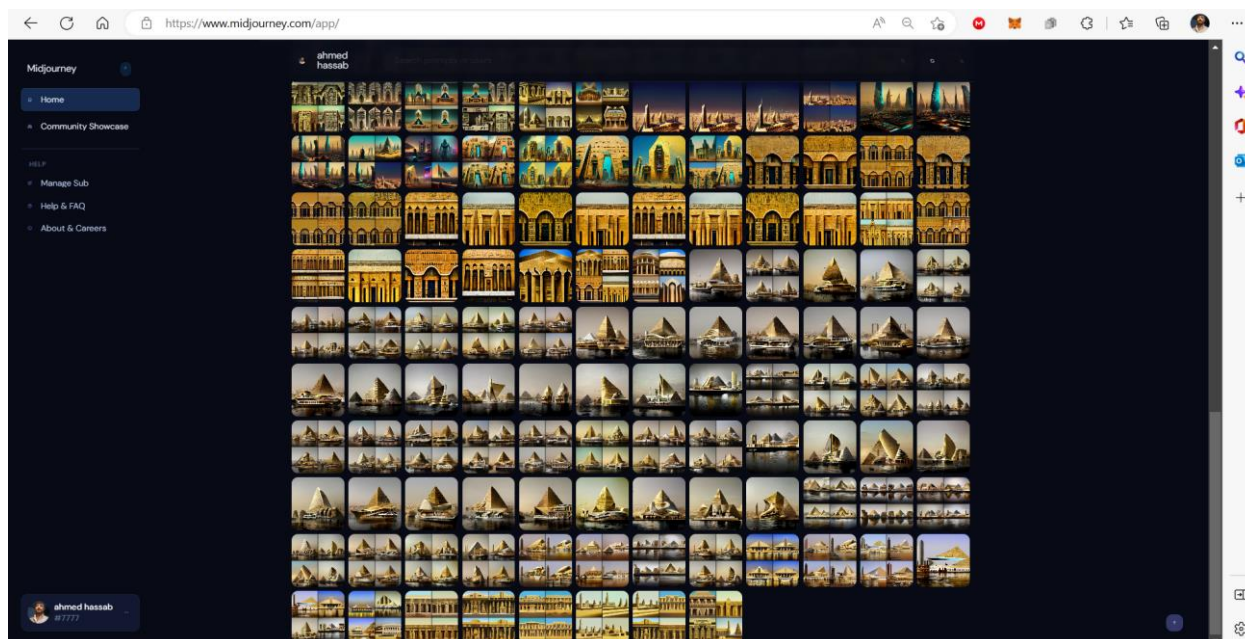 https://www.midjourney.com/app/
Midjourney
ahmed
hassab
Home
Community Showcase
HELP
Manage Sub
Help & FAQ
About & Careers
ahmed hassab
#7777